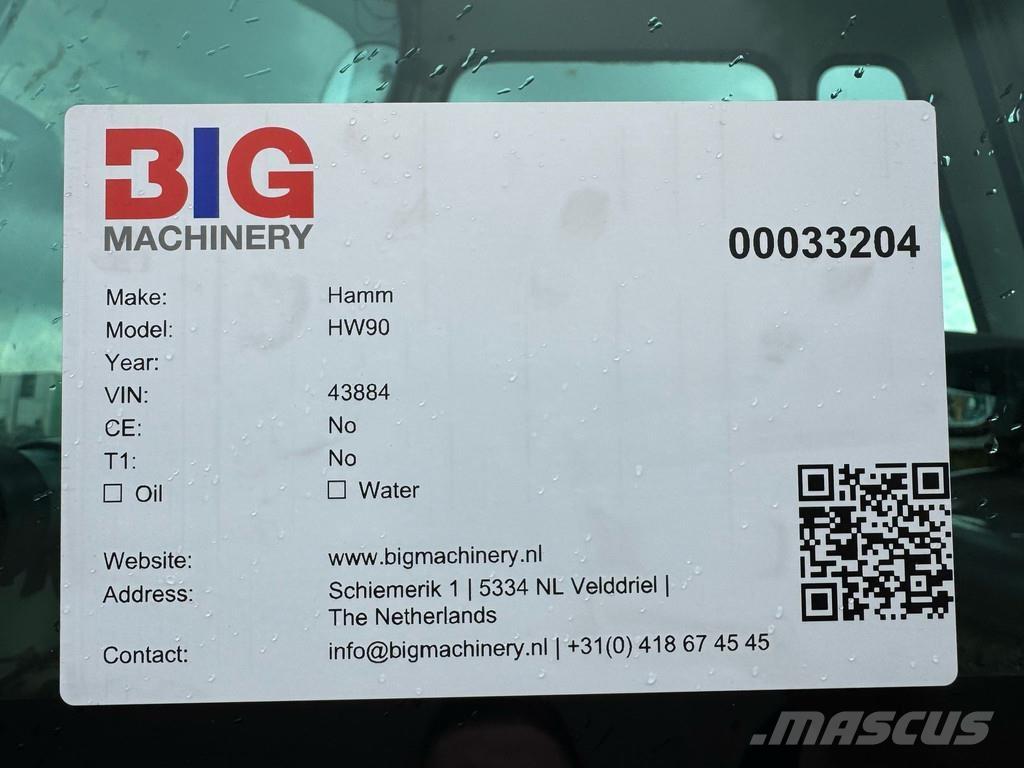 BIG
MACHINERY
00033204
Make: Hamm
Model: HW90
Year:
VIN: 43884
CE: No
T1: No
☐ Oil ☐ Water
Website: www.bigmachinery.nl
Address: Schiemerik 1 | 5334 NL Velddriel |
The Netherlands
Contact: info@bigmachinery.nl | +31(0) 418 67 45 45
.MASCUS